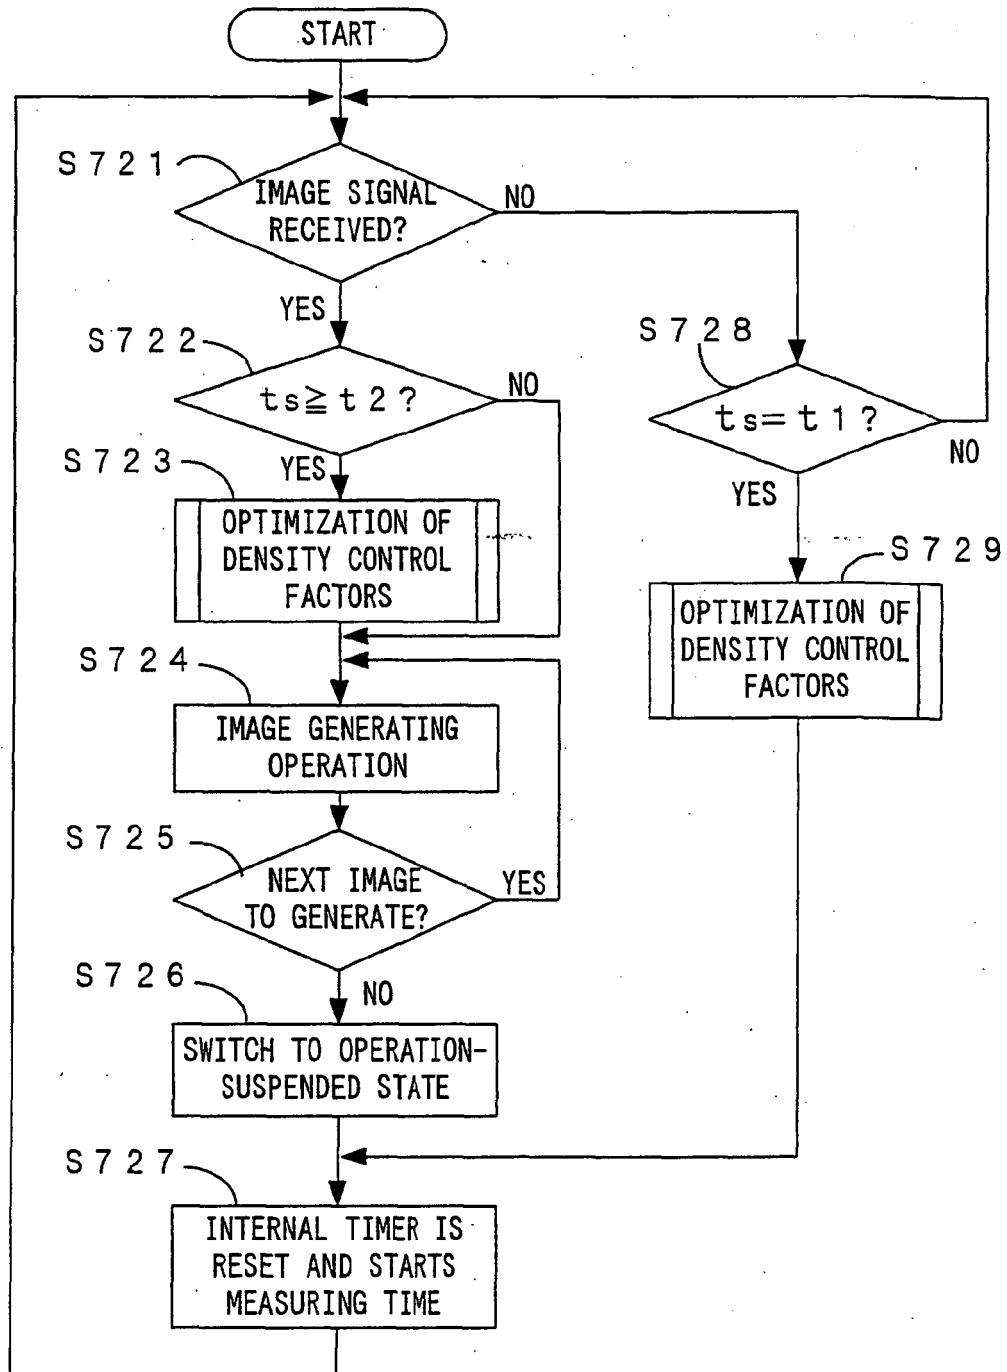 START
S721
IMAGE SIGNAL
RECEIVED?
NO
YES
S722
ts≧t2?
NO
YES
S723
OPTIMIZATION OF
DENSITY CONTROL
FACTORS
S724
IMAGE GENERATING
OPERATION
S725
NEXT IMAGE
TO GENERATE?
YES
NO
S726
SWITCH TO OPERATION-
SUSPENDED STATE
S727
INTERNAL TIMER IS
RESET AND STARTS
MEASURING TIME
S728
ts=t1?
NO
YES
S729
OPTIMIZATION OF
DENSITY CONTROL
FACTORS